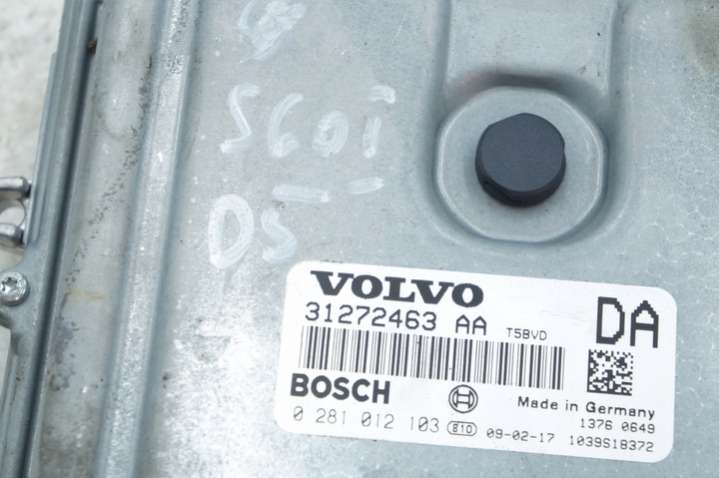 S60i
D5
VOLVO
31272463 AA T5BVD
DA
BOSCH
Made in Germany
1376 0649
0 281 012 103 810 09-02-17 1039S18372